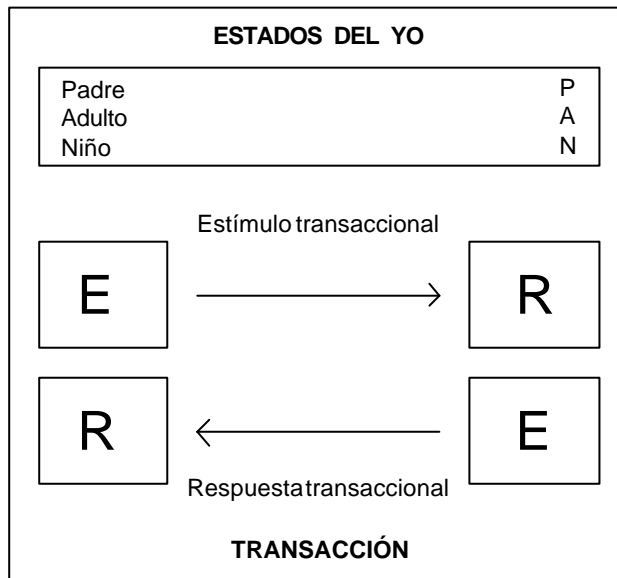 ESTADOS DEL YO
Padre P
Adulto A
Niño N
Estímulo transaccional
E R
R E
Respuesta transaccional
TRANSACCIÓN